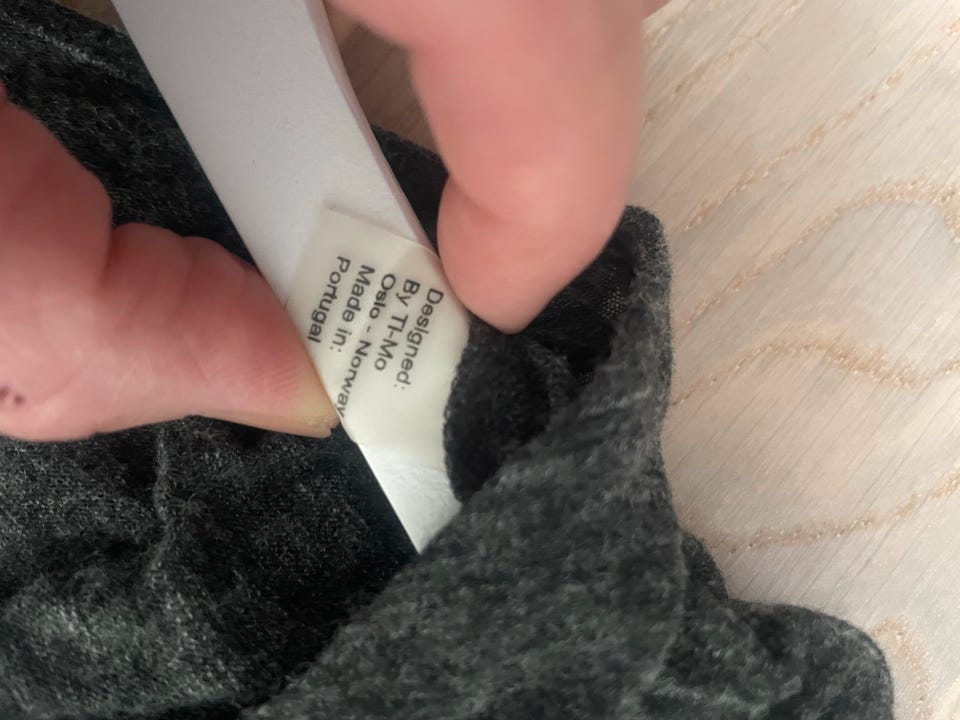 Designed:
By TI-Mo
Oslo - Norway
Made in:
Portugal